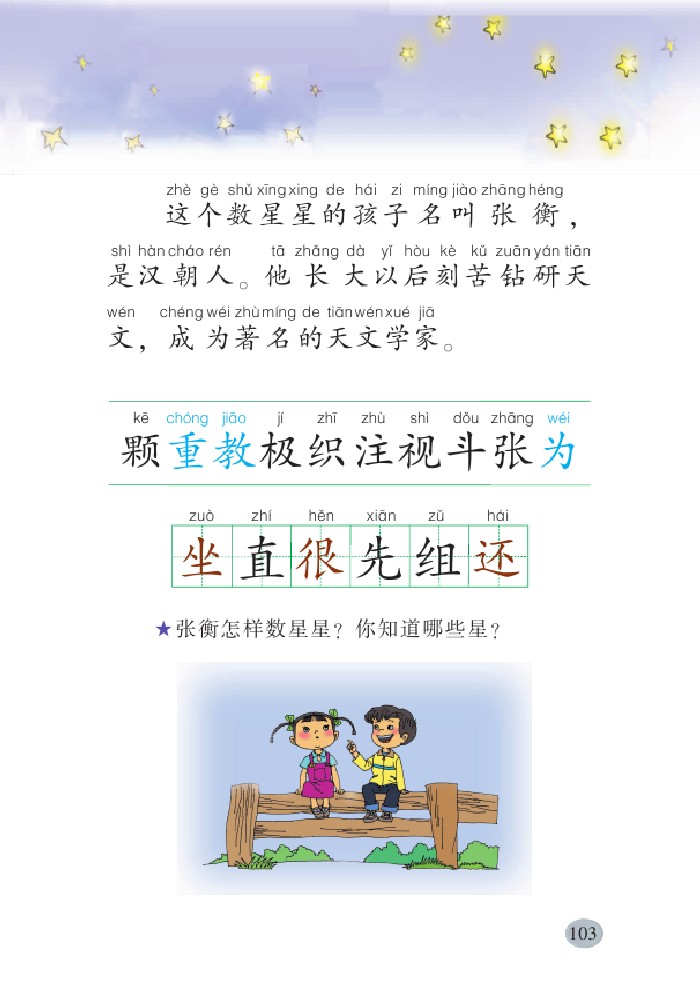 zhè gè shǔ xīng xing de hái zi míng jiào zhāng héng
这个数星星的孩子名叫张衡，
shì hàn cháo rén tā zhǎng dà yǐ hòu kè kǔ zuān yán tiān
是汉朝人。他长大以后刻苦钻研天
wén chéng wéi zhù míng de tiān wén xué jiā
文，成为著名的天文学家。
kē chóng jiāo jí zhī zhù shì dǒu zhāng wéi
颗重教极织注视斗张为
zuò zhí hěn xiān zǔ hái
坐直很先组还
★张衡怎样数星星？你知道哪些星？
103